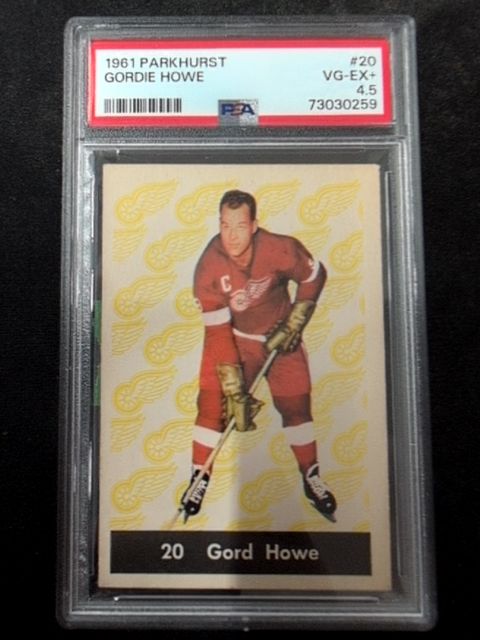 1961 PARKHURST #20
GORDIE HOWE VG-EX+
4.5
PSA 73030259
C
20 Gord Howe